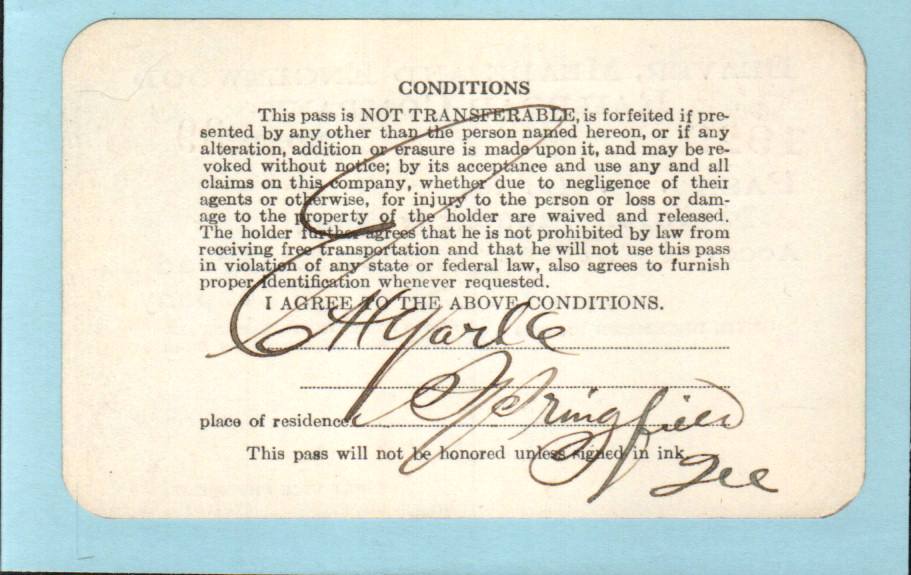 CONDITIONS
This pass is NOT TRANSFERABLE, is forfeited if pre-
sented by any other than the person named hereon, or if any
alteration, addition or erasure is made upon it, and may be re-
voked without notice; by its acceptance and use any and all
claims on this company, whether due to negligence of their
agents or otherwise, for injury to the person or loss or dam-
age to the property of the holder are waived and released.
The holder further agrees that he is not prohibited by law from
receiving free transportation and that he will not use this pass
in violation of any state or federal law, also agrees to furnish
proper identification whenever requested.
I AGREE TO THE ABOVE CONDITIONS.
place of residence Springfield
This pass will not be honored unless signed in ink.